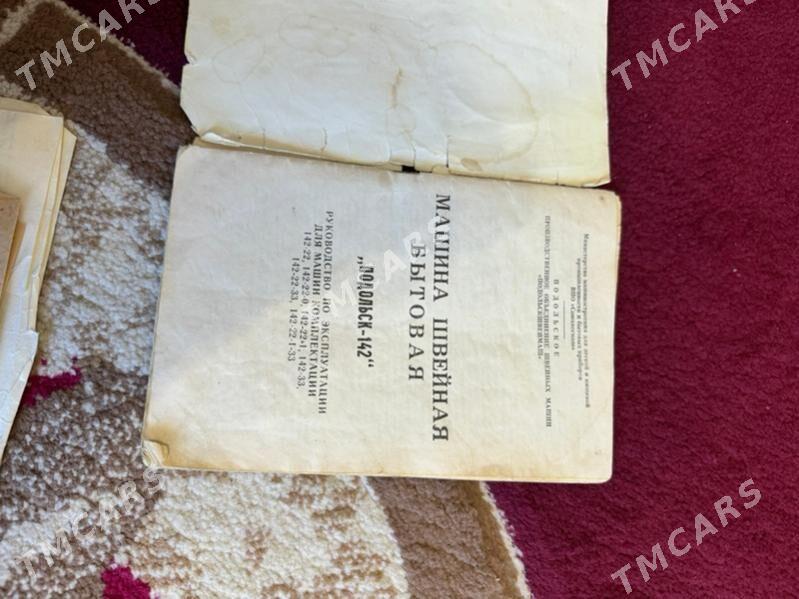 Министерство машиностроения для легкой и пищевой
промышленности и бытовых приборов
ВПО «Союзлегмаш»
ПОДОЛЬСКОЕ
ПРОИЗВОДСТВЕННОЕ ОБЪЕДИНЕНИЕ ШВЕЙНЫХ МАШИН
«ПОДОЛЬСКШВЕЙМАШ»
МАШИНА ШВЕЙНАЯ
БЫТОВАЯ
„ПОДОЛЬСК-142“
РУКОВОДСТВО ПО ЭКСПЛУАТАЦИИ
ДЛЯ МАШИН КОМПЛЕКТАЦИИ
142-22, 142-22-0, 142-22-1, 142-33,
142-22-33, 142-22-1-33
TMCARS
TMCARS
TMCARS
TMCARS
TMCARS